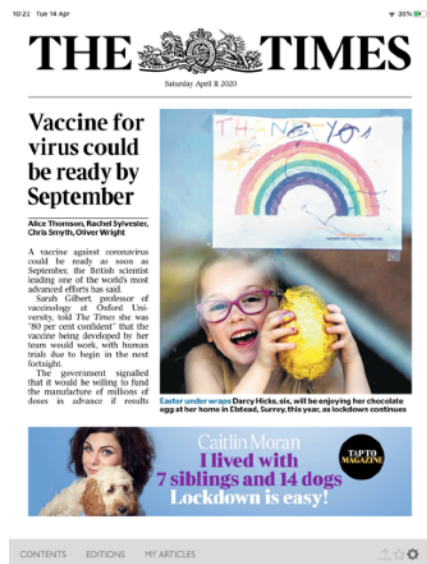 10:22 Tue 14 Apr
35%
THE TIMES
Saturday April 11 2020
Vaccine for
virus could
be ready by
September
Alice Thomson, Rachel Sylvester,
Chris Smyth, Oliver Wright
A vaccine against coronavirus
could be ready as soon as
September, the British scientist
leading one of the world's most
advanced efforts has said.
Sarah Gilbert, professor of
vaccinology at Oxford Uni-
versity, told The Times she was
"80 per cent confident" that the
vaccine being developed by her
team would work, with human
trials due to begin in the next
fortnight.
The government signalled
that it would be willing to fund
the manufacture of millions of
doses in advance if results
THANK YOU
Easter under wraps Darcy Hicks, six, will be enjoying her chocolate
egg at her home in Elstead, Surrey, this year, as lockdown continues
Caitlin Moran
I lived with
7 siblings and 14 dogs
Lockdown is easy!
TAP TO
MAGAZINE
CONTENTS EDITIONS MY ARTICLES